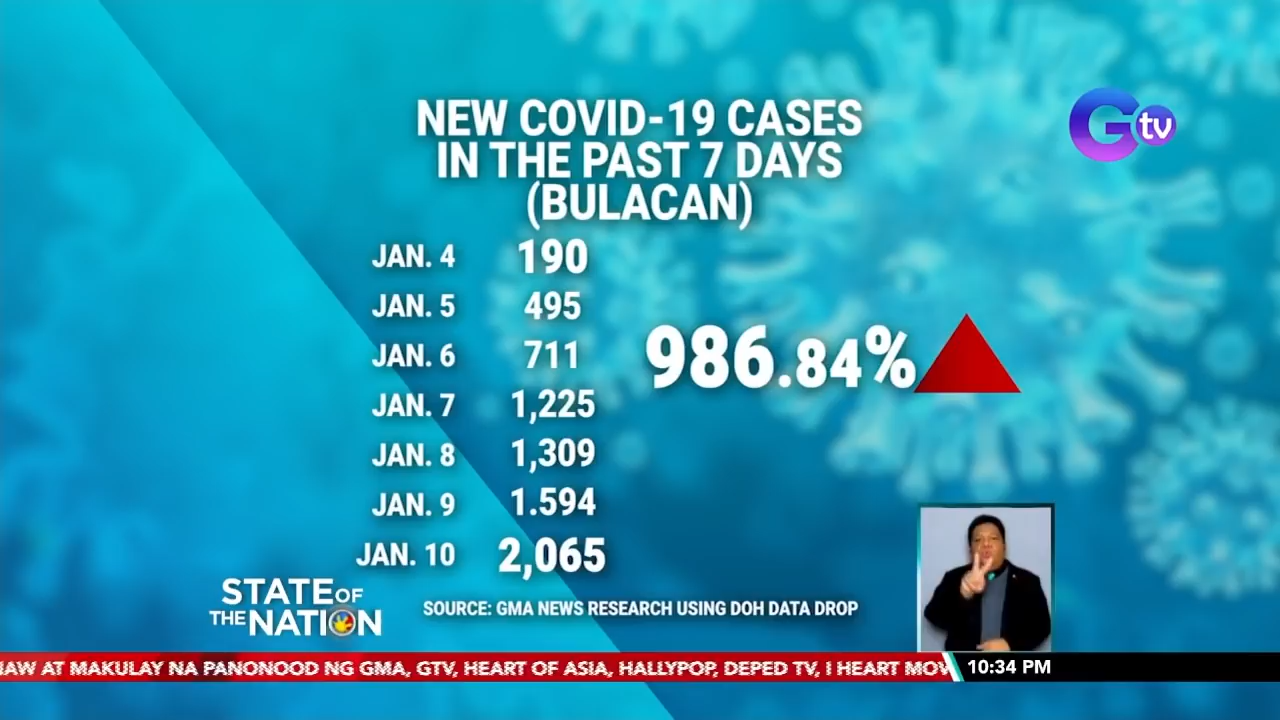 NEW COVID-19 CASES
IN THE PAST 7 DAYS
(BULACAN)
Gtv
JAN. 4 190
JAN. 5 495
JAN. 6 711
JAN. 7 1,225
JAN. 8 1,309
JAN. 9 1.594
JAN. 10 2,065
986.84%
STATE OF
THE NATION
SOURCE: GMA NEWS RESEARCH USING DOH DATA DROP
AT MAKULAY NA PANONOOD NG GMA, GTV, HEART OF ASIA, HALLYPOP, DEPED TV, I HEART
10:34 PM